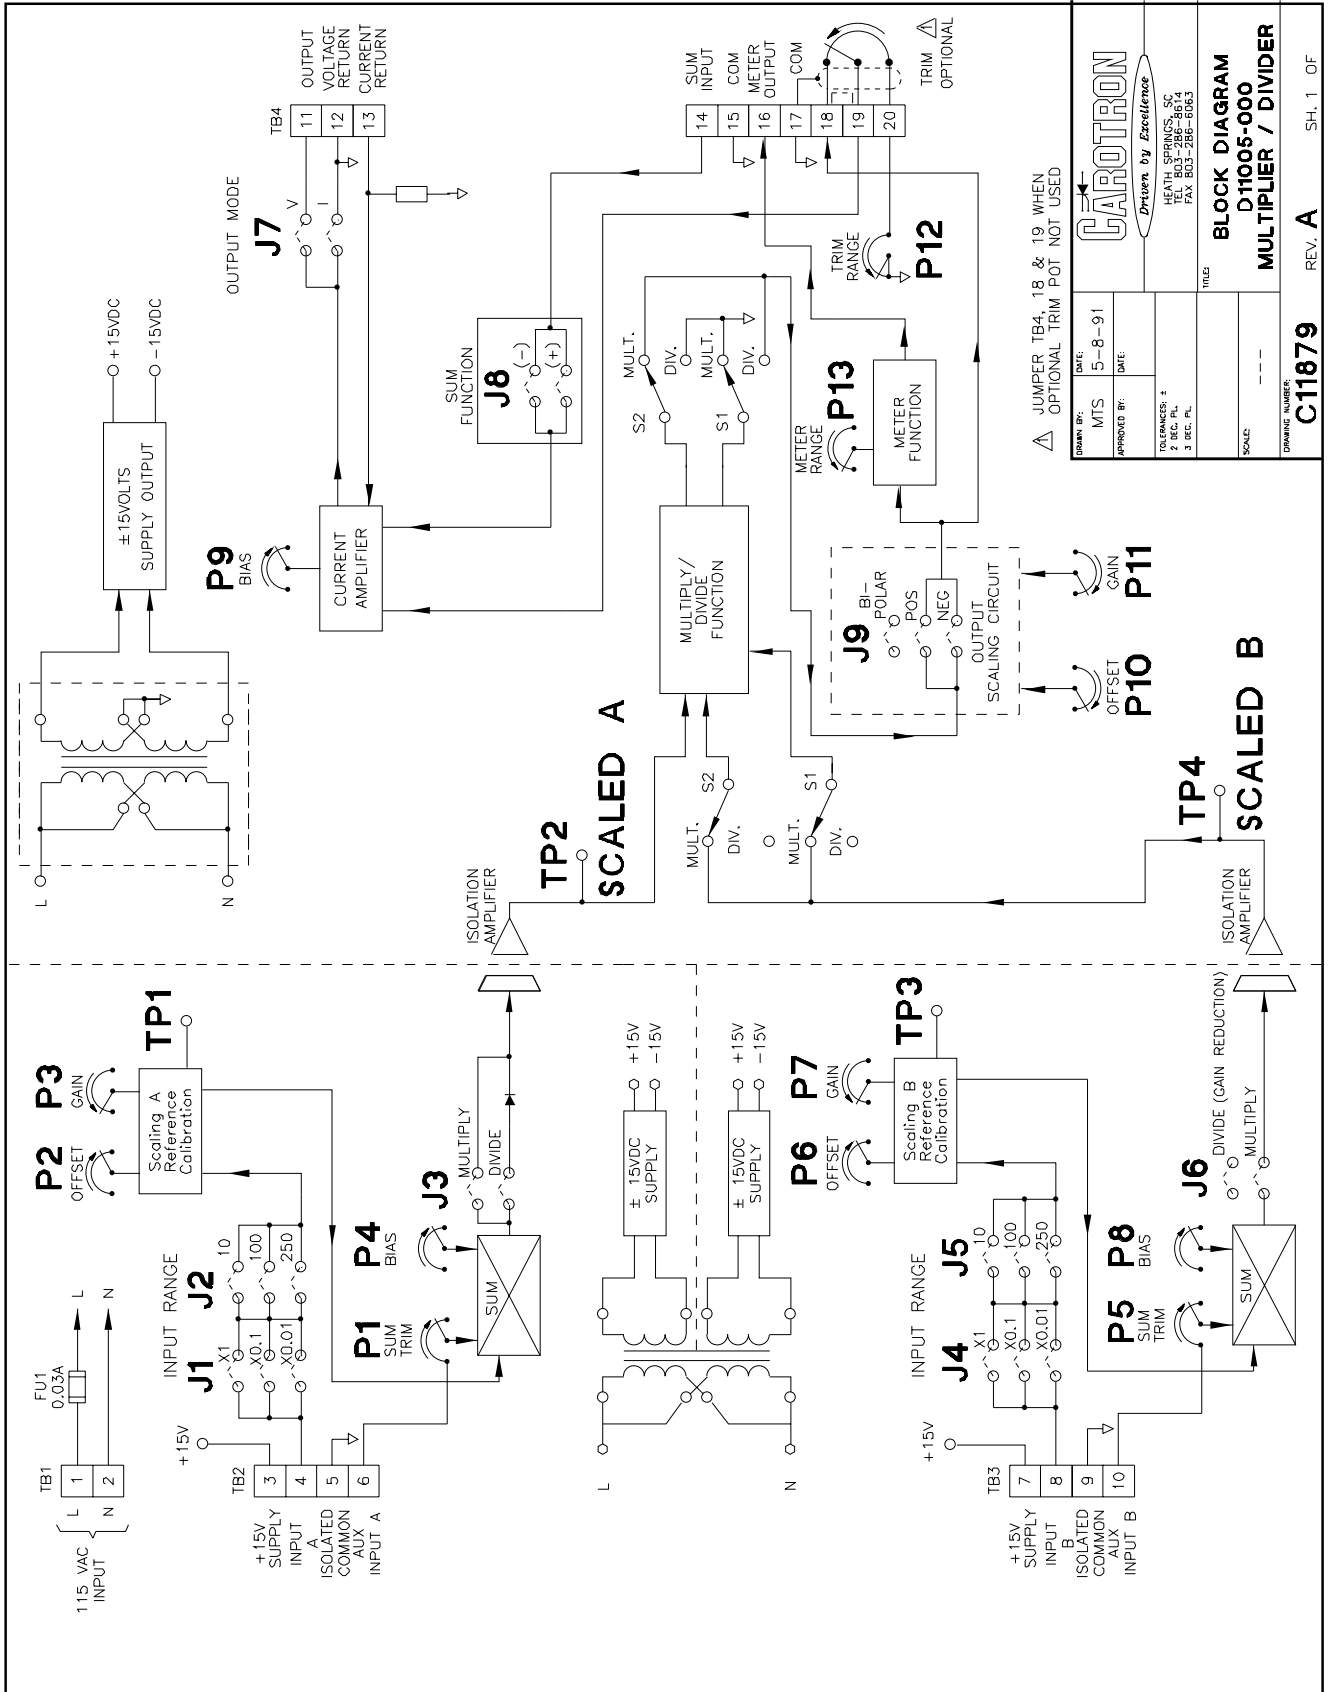 115 VAC
INPUT
L
N
TB1
1
2
FU1
0.03A
L
N
+15V
SUPPLY
INPUT
A
ISOLATED
COMMON
AUX
INPUT A
TB2
3
4
5
6
+15V
INPUT RANGE
J1
X1
X0.1
X0.01
J2
10
100
250
P2
OFFSET
P3
GAIN
Scaling A
Reference
Calibration
TP1
P1
SUM
TRIM
P4
BIAS
SUM
J3
MULTIPLY
DIVIDE
ISOLATION
AMPLIFIER
TP2
SCALED A
L
N
± 15VDC
SUPPLY
+15V
-15V
± 15VDC
SUPPLY
+15V
-15V
+15V
SUPPLY
INPUT
B
ISOLATED
COMMON
AUX
INPUT B
TB3
7
8
9
10
+15V
INPUT RANGE
J4
X1
X0.1
X0.01
J5
10
100
250
P6
OFFSET
P7
GAIN
Scaling B
Reference
Calibration
TP3
P5
SUM
TRIM
P8
BIAS
SUM
J6
DIVIDE (GAIN REDUCTION)
MULTIPLY
ISOLATION
AMPLIFIER
TP4
SCALED B
L
N
±15VOLTS
SUPPLY OUTPUT
+15VDC
-15VDC
P9
BIAS
CURRENT
AMPLIFIER
OUTPUT MODE
J7
V
I
TB4
11
12
13
OUTPUT
VOLTAGE
RETURN
CURRENT
RETURN
SUM
FUNCTION
J8
(-)
(+)
MULT.
S2
DIV.
MULT.
S1
DIV.
MULTIPLY/
DIVIDE
FUNCTION
S2
MULT.
DIV.
S1
MULT.
DIV.
J9
BI-
POLAR
POS
NEG
OUTPUT
SCALING CIRCUIT
OFFSET
P10
GAIN
P11
METER
RANGE
P13
METER
FUNCTION
TRIM
RANGE
P12
14
15
16
17
18
19
20
SUM
INPUT
COM
METER
OUTPUT
COM
TRIM 1
OPTIONAL
1 JUMPER TB4, 18 & 19 WHEN
OPTIONAL TRIM POT NOT USED
DRAWN BY:
MTS
DATE:
5-8-91
APPROVED BY:
DATE:
TOLERANCES: ±
2 DEC. PL.
3 DEC. PL.
SCALE:
---
CAROTRON
Driven by Excellence
HEATH SPRINGS, SC
TEL 803-286-8614
FAX 803-286-6063
TITLE:
BLOCK DIAGRAM
D11005-000
MULTIPLIER / DIVIDER
DRAWING NUMBER:
C11879
REV. A
SH. 1 OF